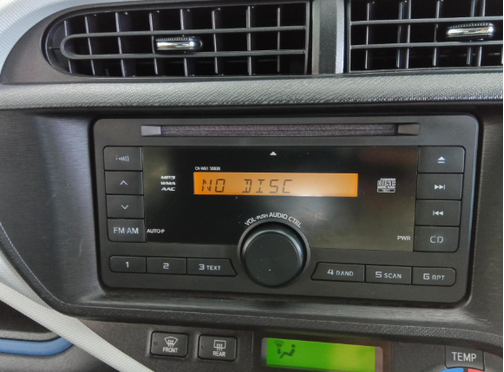 MP3
WMA
AAC
NO DISC
VOL PUSH AUDIO CTRL
FM AM
AUTO·P
PWR
CD
1
2
3 TEXT
4 RAND
5 SCAN
6 RPT
FRONT
REAR
TEMP